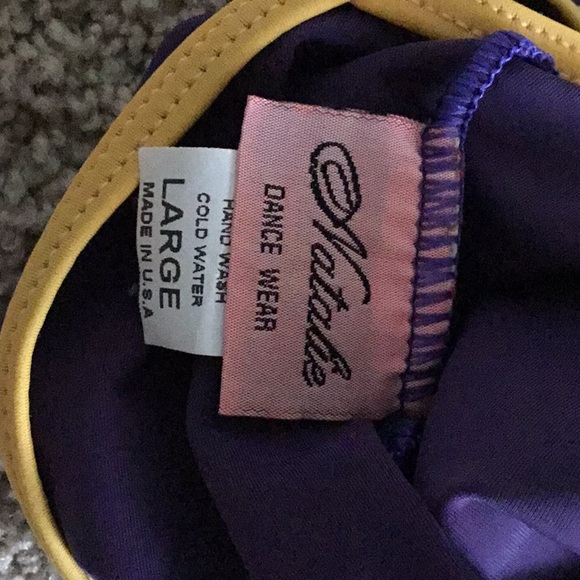 Natalie
DANCE WEAR
HAND WASH
COLD WATER
LARGE
MADE IN U.S.A